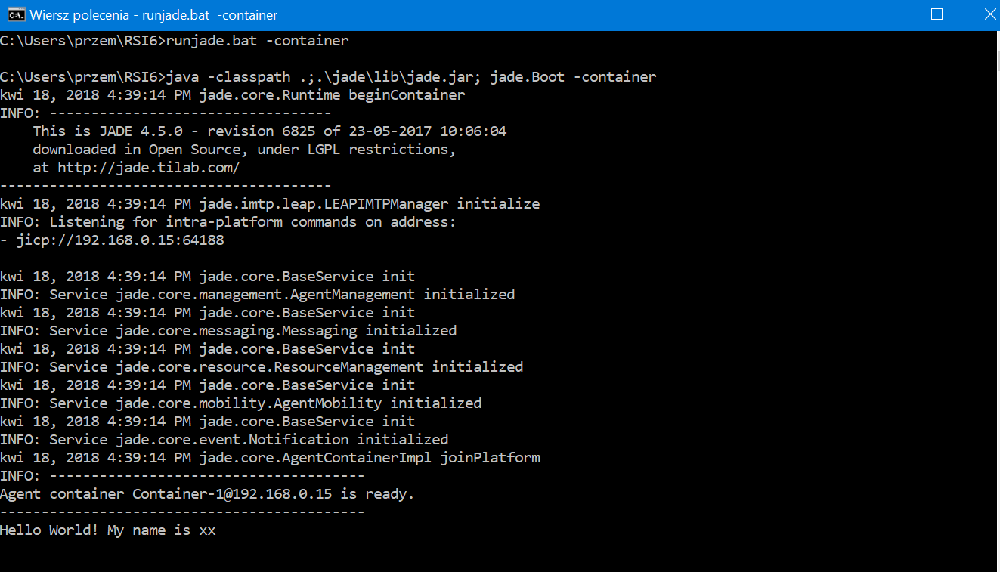 Wiersz polecenia - runjade.bat  -container
C:\Users\przem\RSI6>runjade.bat -container
C:\Users\przem\RSI6>java -classpath .;.\jade\lib\jade.jar; jade.Boot -container
kwi 18, 2018 4:39:14 PM jade.core.Runtime beginContainer
INFO: ----------------------------------
    This is JADE 4.5.0 - revision 6825 of 23-05-2017 10:06:04
    downloaded in Open Source, under LGPL restrictions,
    at http://jade.tilab.com/
----------------------------------------
kwi 18, 2018 4:39:14 PM jade.imtp.leap.LEAPIMTPManager initialize
INFO: Listening for intra-platform commands on address:
- jicp://192.168.0.15:64188
kwi 18, 2018 4:39:14 PM jade.core.BaseService init
INFO: Service jade.core.management.AgentManagement initialized
kwi 18, 2018 4:39:14 PM jade.core.BaseService init
INFO: Service jade.core.messaging.Messaging initialized
kwi 18, 2018 4:39:14 PM jade.core.BaseService init
INFO: Service jade.core.resource.ResourceManagement initialized
kwi 18, 2018 4:39:14 PM jade.core.BaseService init
INFO: Service jade.core.mobility.AgentMobility initialized
kwi 18, 2018 4:39:14 PM jade.core.BaseService init
INFO: Service jade.core.event.Notification initialized
kwi 18, 2018 4:39:14 PM jade.core.AgentContainerImpl joinPlatform
INFO: --------------------------------------
Agent container Container-1@192.168.0.15 is ready.
--------------------------------------------
Hello World! My name is xx